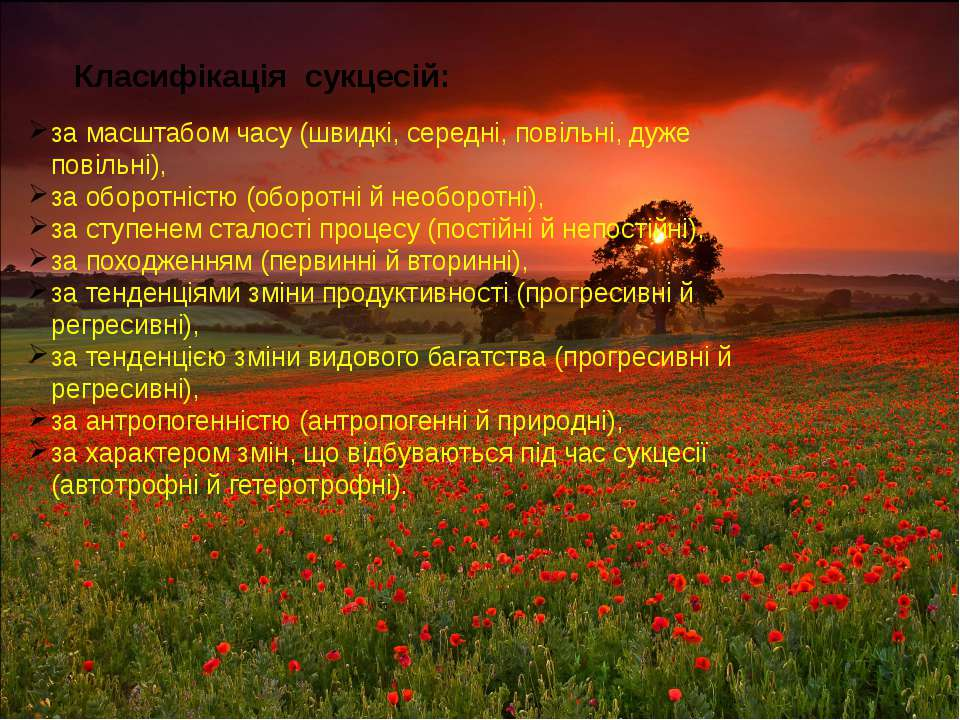 Класифікація сукцесій:
за масштабом часу (швидкі, середні, повільні, дуже
повільні),
за оборотністю (оборотні й необоротні),
за ступенем сталості процесу (постійні й непостійні),
за походженням (первинні й вторинні),
за тенденціями зміни продуктивності (прогресивні й
регресивні),
за тенденцією зміни видового багатства (прогресивні й
регресивні),
за антропогенністю (антропогенні й природні),
за характером змін, що відбуваються під час сукцесії
(автотрофні й гетеротрофні).